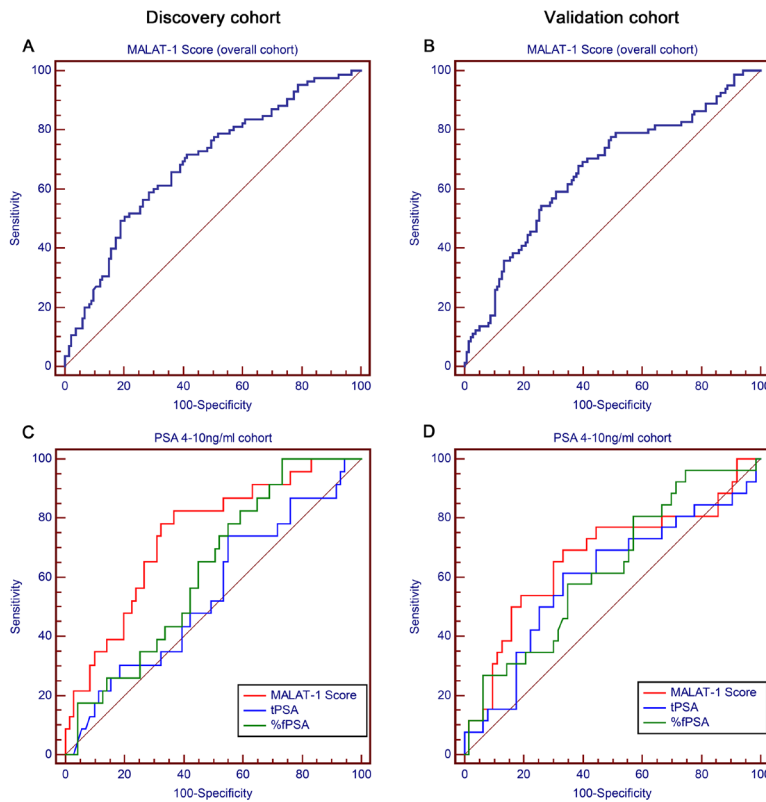 Discovery cohort
Validation cohort
A
MALAT-1 Score (overall cohort)
100
80
60
40
20
0
Sensitivity
0 20 40 60 80 100
100-Specificity
B
MALAT-1 Score (overall cohort)
100
80
60
40
20
0
Sensitivity
0 20 40 60 80 100
100-Specificity
C
PSA 4-10ng/ml cohort
100
80
60
40
20
0
Sensitivity
MALAT-1 Score
tPSA
%fPSA
0 20 40 60 80 100
100-Specificity
D
PSA 4-10ng/ml cohort
100
80
60
40
20
0
Sensitivity
MALAT-1 Score
tPSA
%fPSA
0 20 40 60 80 100
100-Specificity